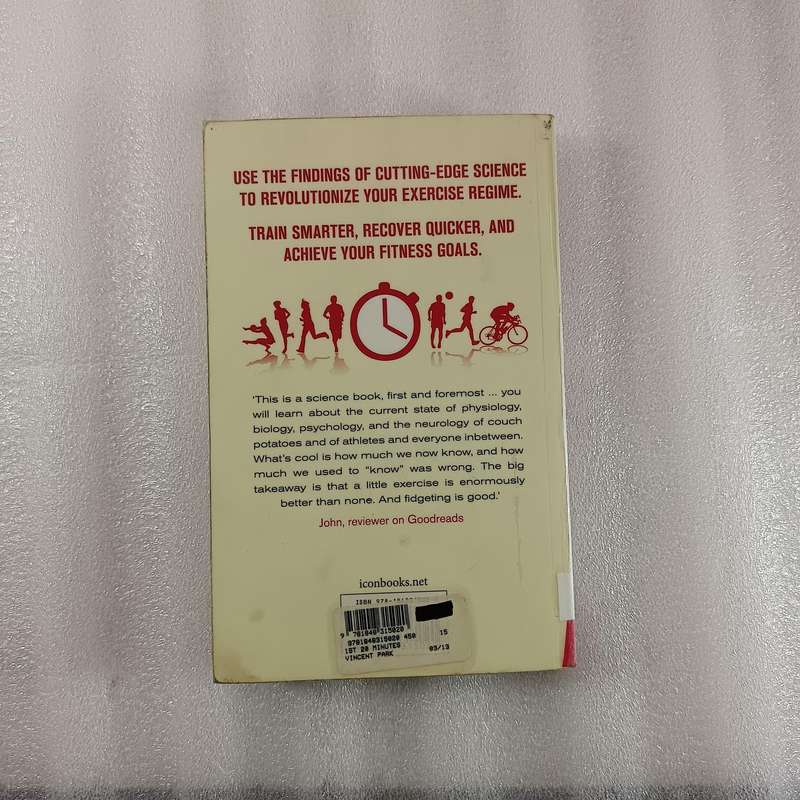 USE THE FINDINGS OF CUTTING-EDGE SCIENCE
TO REVOLUTIONIZE YOUR EXERCISE REGIME.
TRAIN SMARTER, RECOVER QUICKER, AND
ACHIEVE YOUR FITNESS GOALS.
'This is a science book, first and foremost ... you
will learn about the current state of physiology,
biology, psychology, and the neurology of couch
potatoes and of athletes and everyone inbetween.
What's cool is how much we now know, and how
much we used to "know" was wrong. The big
takeaway is that a little exercise is enormously
better than none. And fidgeting is good.'
John, reviewer on Goodreads
iconbooks.net
ISBN
9 781848 315020
9781848315020 450 15
1ST 20 MINUTES
VINCENT PARK 03/13